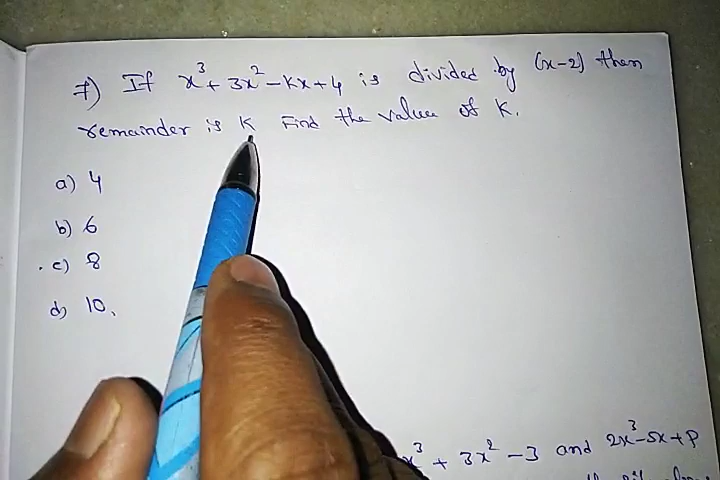 7) If x³ + 3x² - Kx + 4 is divided by (x-2) then
remainder is K Find the value of K.
a) 4
b) 6
c) 8
d) 10.
x³ + 3x² - 3 and 2x³ - 5x + P